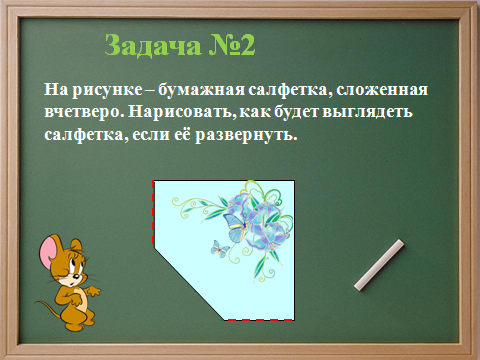 Задача №2
На рисунке – бумажная салфетка, сложенная
вчетверо. Нарисовать, как будет выглядеть
салфетка, если её развернуть.